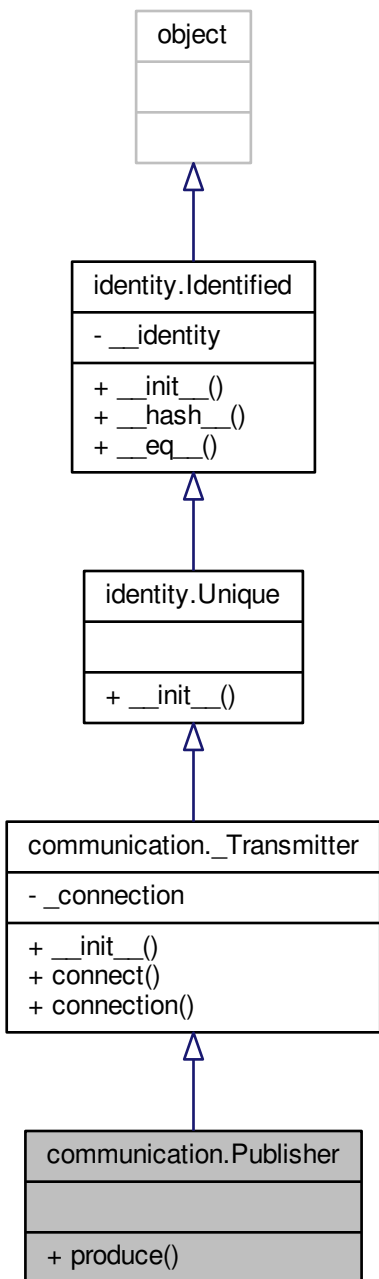 object
identity.Identified
- __identity
+ __init__()
+ __hash__()
+ __eq__()
identity.Unique
+ __init__()
communication._Transmitter
- _connection
+ __init__()
+ connect()
+ connection()
communication.Publisher
+ produce()